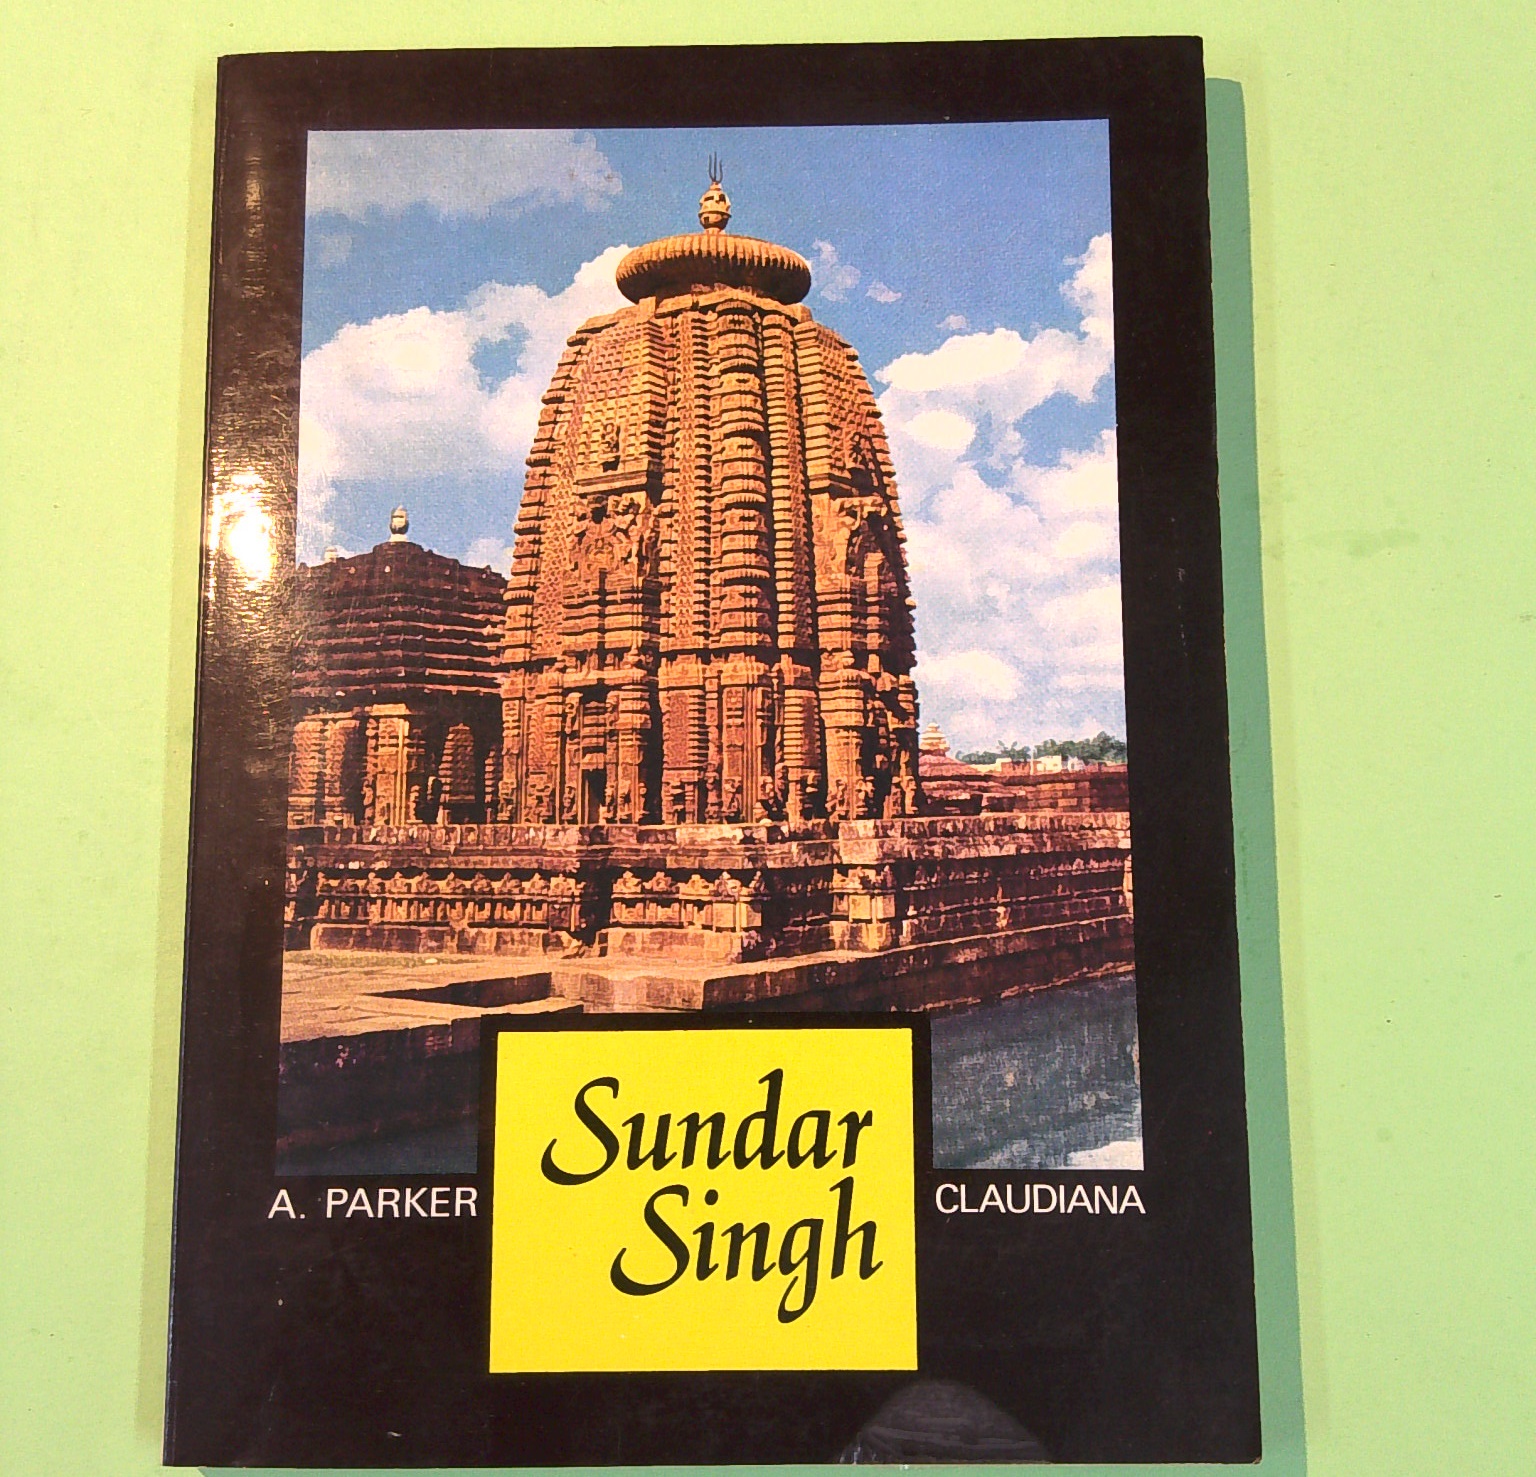 A. PARKER
Sundar
Singh
CLAUDIANA